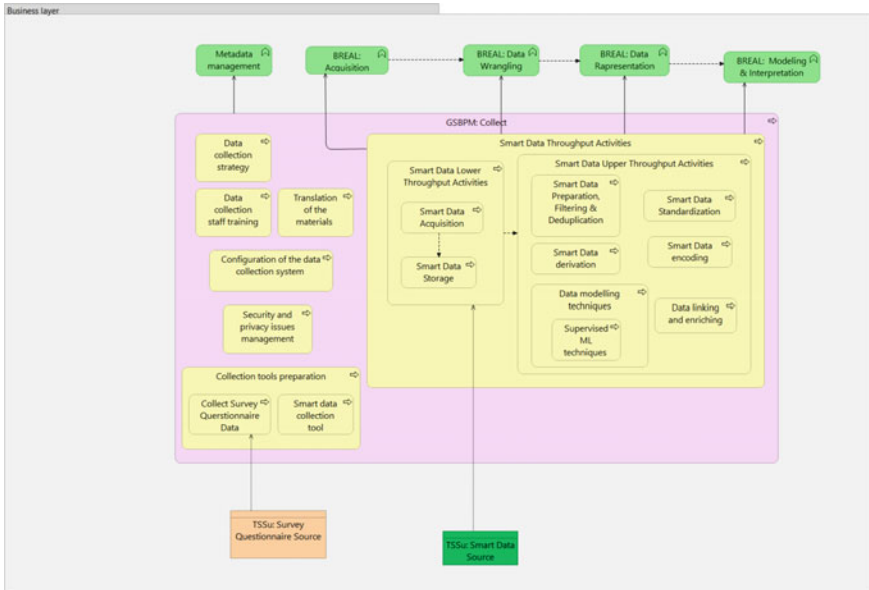 Business layer
Metadata
management
BREAL:
Acquisition
BREAL: Data
Wrangling
BREAL: Data
Rapresentation
BREAL: Modeling
& Interpretation
GSBPM: Collect
Data
collection
strategy
Data
collection
staff training
Translation
of the
materials
Configuration of the data
collection system
Security and
privacy issues
management
Collection tools preparation
Collect Survey
Querstionnaire
Data
Smart data
collection
tool
Smart Data Throughput Activities
Smart Data Lower
Throughput Activities
Smart Data
Acquisition
Smart Data
Storage
Smart Data Upper Throughput Activities
Smart Data
Preparation,
Filtering &
Deduplication
Smart Data
Standardization
Smart Data
derivation
Smart Data
encoding
Data modelling
techniques
Supervised
ML
techniques
Data linking
and enriching
TSSu: Survey
Questionnaire Source
TSSu: Smart Data
Source